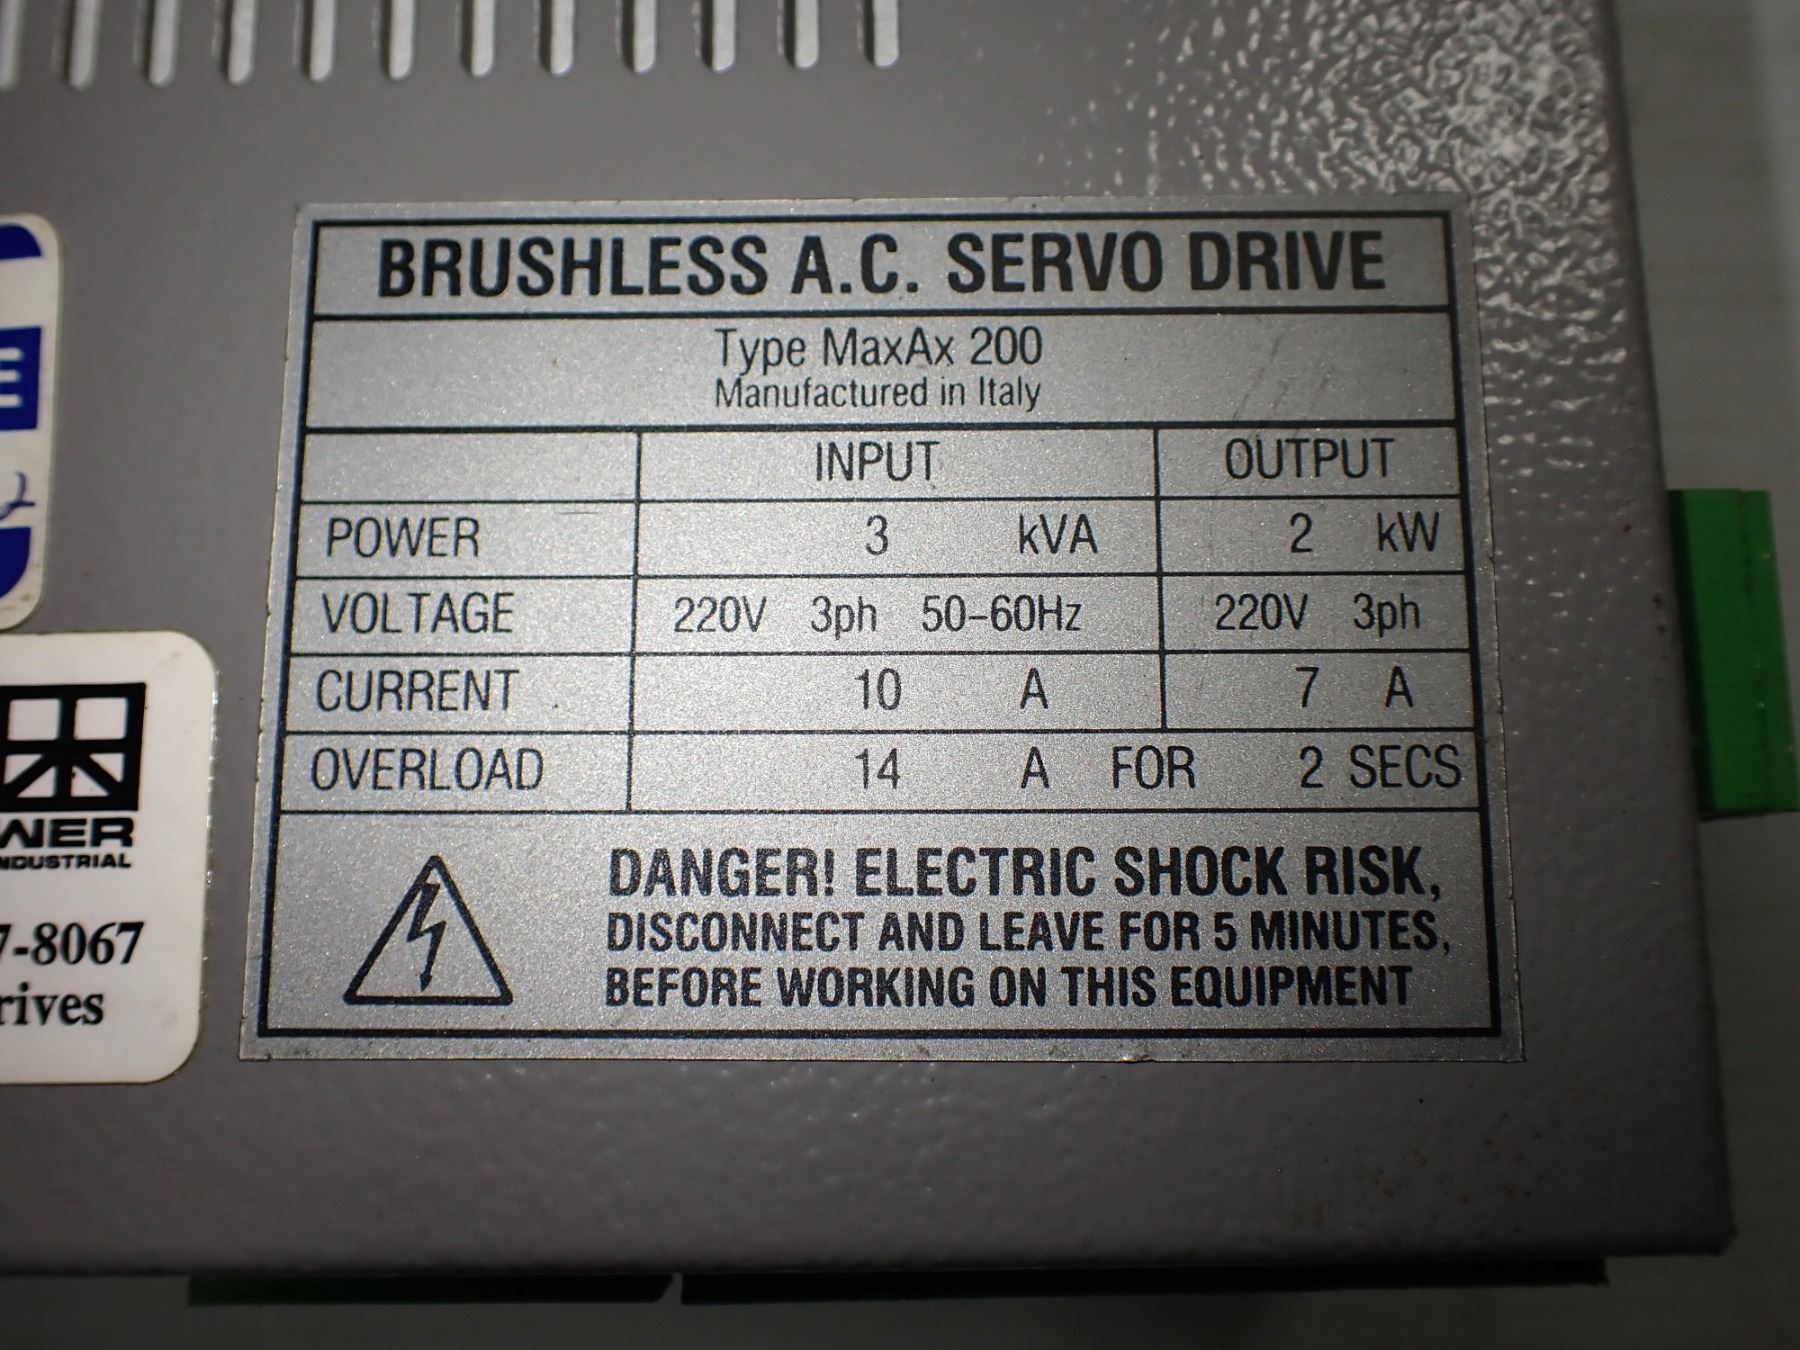 BRUSHLESS A.C. SERVO DRIVE
Type MaxAx 200
Manufactured in Italy
INPUT OUTPUT
POWER 3 kVA 2 kW
VOLTAGE 220V 3ph 50-60Hz 220V 3ph
CURRENT 10 A 7 A
OVERLOAD 14 A FOR 2 SECS
DANGER! ELECTRIC SHOCK RISK,
DISCONNECT AND LEAVE FOR 5 MINUTES,
BEFORE WORKING ON THIS EQUIPMENT
E
2
WER
INDUSTRIAL
7-8067
rives